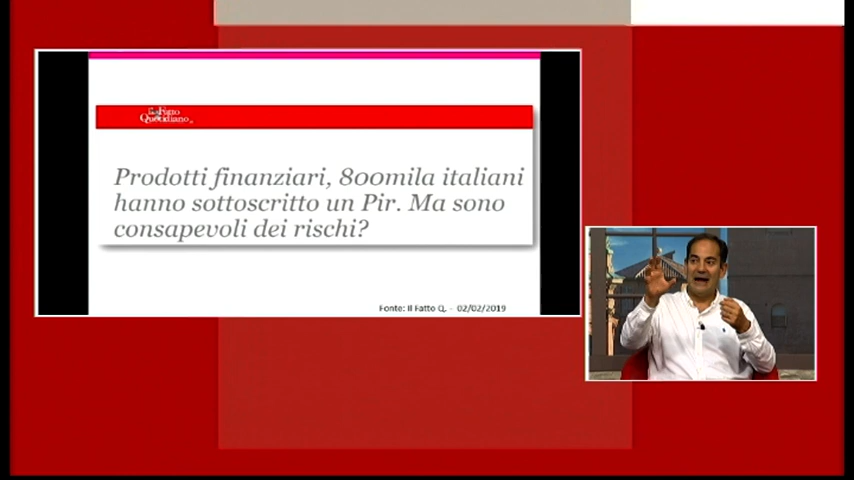 Il Fatto
Quotidiano
Prodotti finanziari, 800mila italiani
hanno sottoscritto un Pir. Ma sono
consapevoli dei rischi?
Fonte: Il Fatto Q. - 02/02/2019